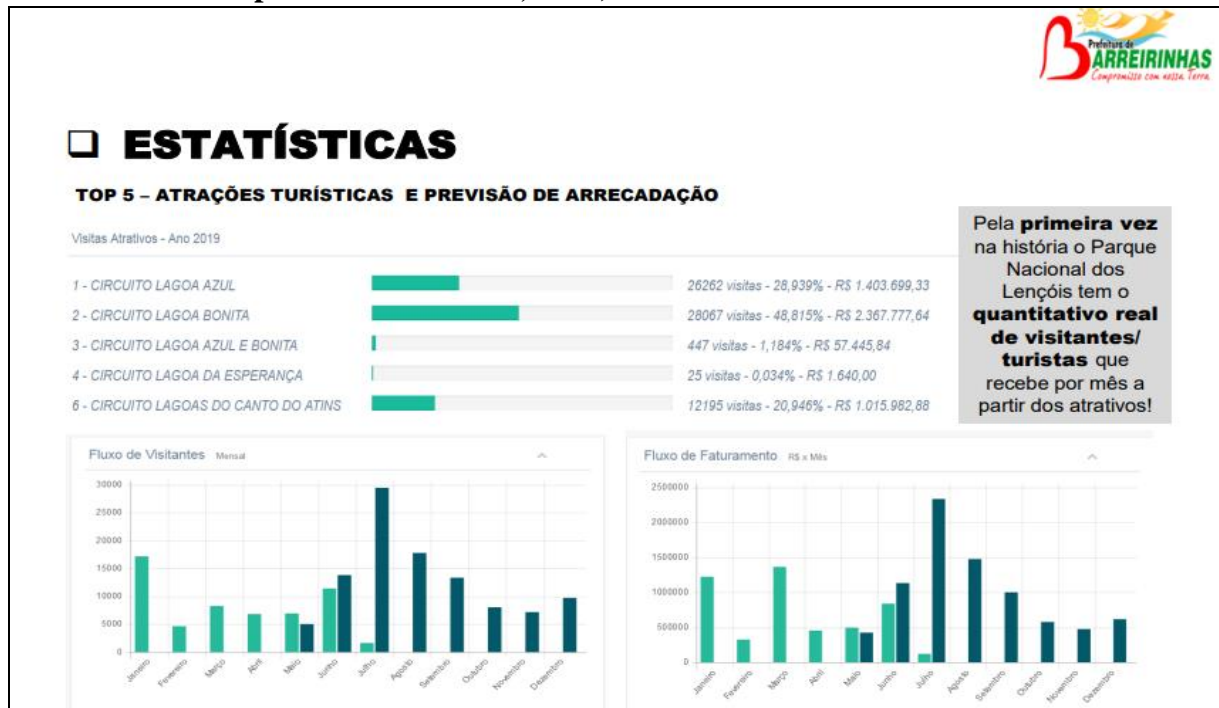 Prefeitura de
BARREIRINHAS
Compromisso com nossa Terra
ESTATÍSTICAS
TOP 5 – ATRAÇÕES TURÍSTICAS E PREVISÃO DE ARRECADAÇÃO
Visitas Atrativos - Ano 2019
1 - CIRCUITO LAGOA AZUL 26262 visitas - 28,939% - R$ 1.403.699,33
2 - CIRCUITO LAGOA BONITA 28067 visitas - 48,815% - R$ 2.367.777,64
3 - CIRCUITO LAGOA AZUL E BONITA 447 visitas - 1,184% - R$ 57.445,84
4 - CIRCUITO LAGOA DA ESPERANÇA 25 visitas - 0,034% - R$ 1.640,00
6 - CIRCUITO LAGOAS DO CANTO DO ATINS 12195 visitas - 20,946% - R$ 1.015.982,88
Pela primeira vez
na história o Parque
Nacional dos
Lençóis tem o
quantitativo real
de visitantes/
turistas que
recebe por mês a
partir dos atrativos!
Fluxo de Visitantes Mensal
30000
25000
20000
15000
10000
5000
0
Janeiro
Fevereiro
Março
Abril
Maio
Junho
Julho
Agosto
Setembro
Outubro
Novembro
Dezembro
Fluxo de Faturamento R$ x Mês
2500000
2000000
1500000
1000000
500000
0
Janeiro
Fevereiro
Março
Abril
Maio
Junho
Julho
Agosto
Setembro
Outubro
Novembro
Dezembro